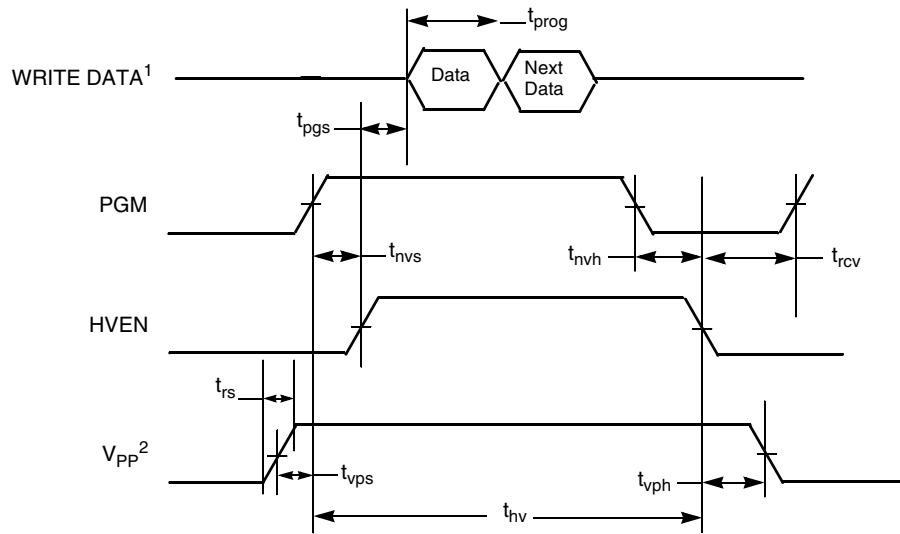 t_prog
WRITE DATA¹
Data
Next
Data
t_pgs
PGM
t_nvs
t_nvh
t_rcv
HVEN
t_rs
V_PP²
t_vps
t_vph
t_hv